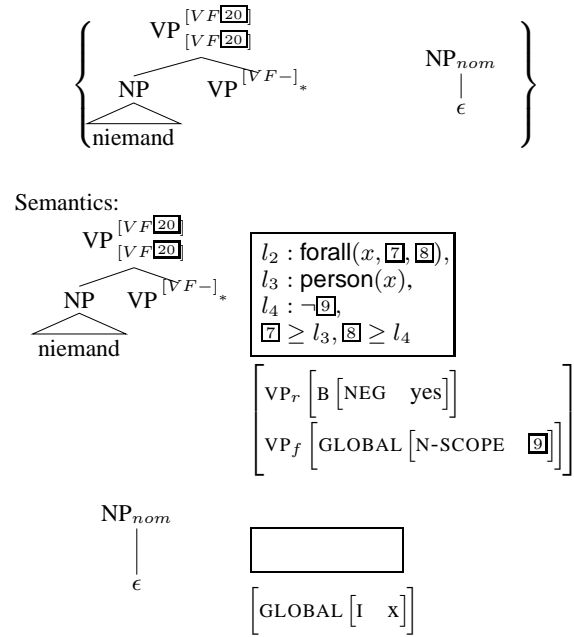 VP [VF 20] [VF 20]
NP VP [VF−] * NP nom
niemand ϵ
Semantics:
VP [VF 20] [VF 20]
NP VP [VF−] *
niemand
l2 : forall(x, 7, 8),
l3 : person(x),
l4 : ¬9,
7 ≥ l3, 8 ≥ l4
[VPr [B [NEG yes]]
VPf [GLOBAL [N-SCOPE 9]]]
NP nom
ϵ
[GLOBAL [I x]]